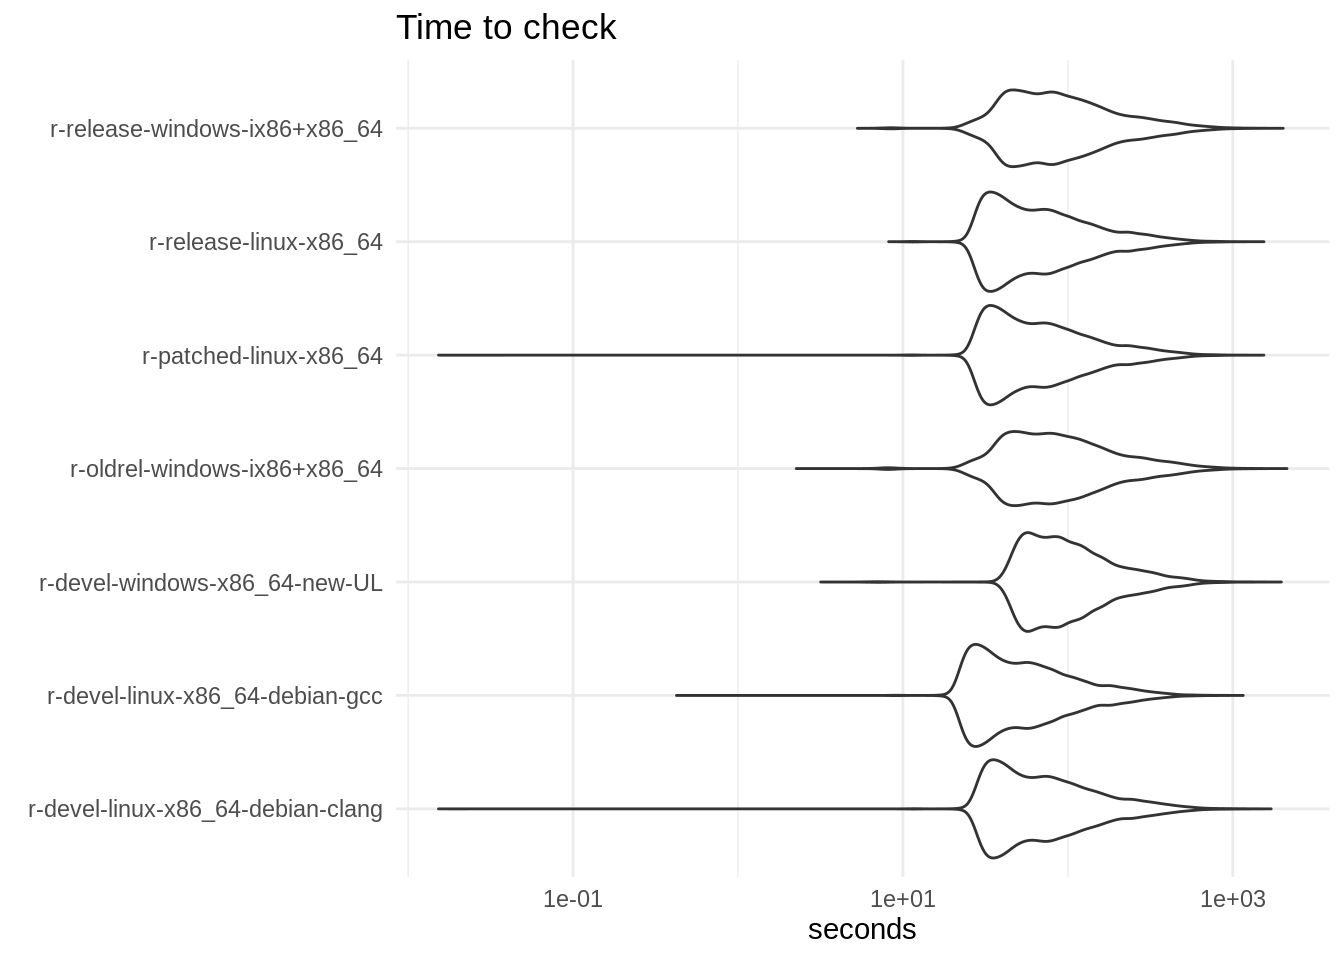 Time to check
r-release-windows-ix86+x86_64
r-release-linux-x86_64
r-patched-linux-x86_64
r-oldrel-windows-ix86+x86_64
r-devel-windows-x86_64-new-UL
r-devel-linux-x86_64-debian-gcc
r-devel-linux-x86_64-debian-clang
1e-01 1e+01 1e+03
seconds